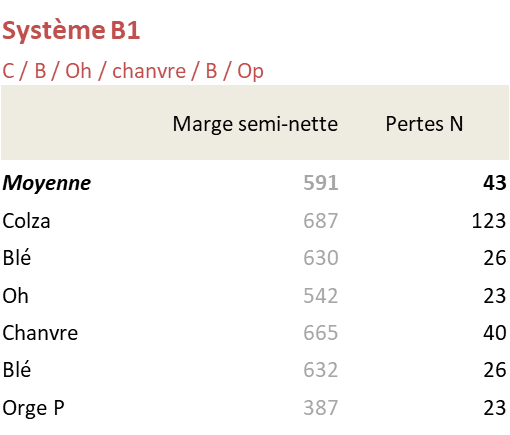 Système B1
C / B / Oh / chanvre / B / Op
Marge semi-nette Pertes N
Moyenne 591 43
Colza 687 123
Blé 630 26
Oh 542 23
Chanvre 665 40
Blé 632 26
Orge P 387 23